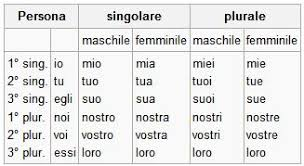 Persona singolare plurale
maschile femminile maschile femminile
1° sing. io mio mia miei mie
2° sing. tu tuo tua tuoi tue
3° sing. egli suo sua suoi sue
1° plur. noi nostro nostra nostri nostre
2° plur. voi vostro vostra vostri vostre
3° plur. essi loro loro loro loro